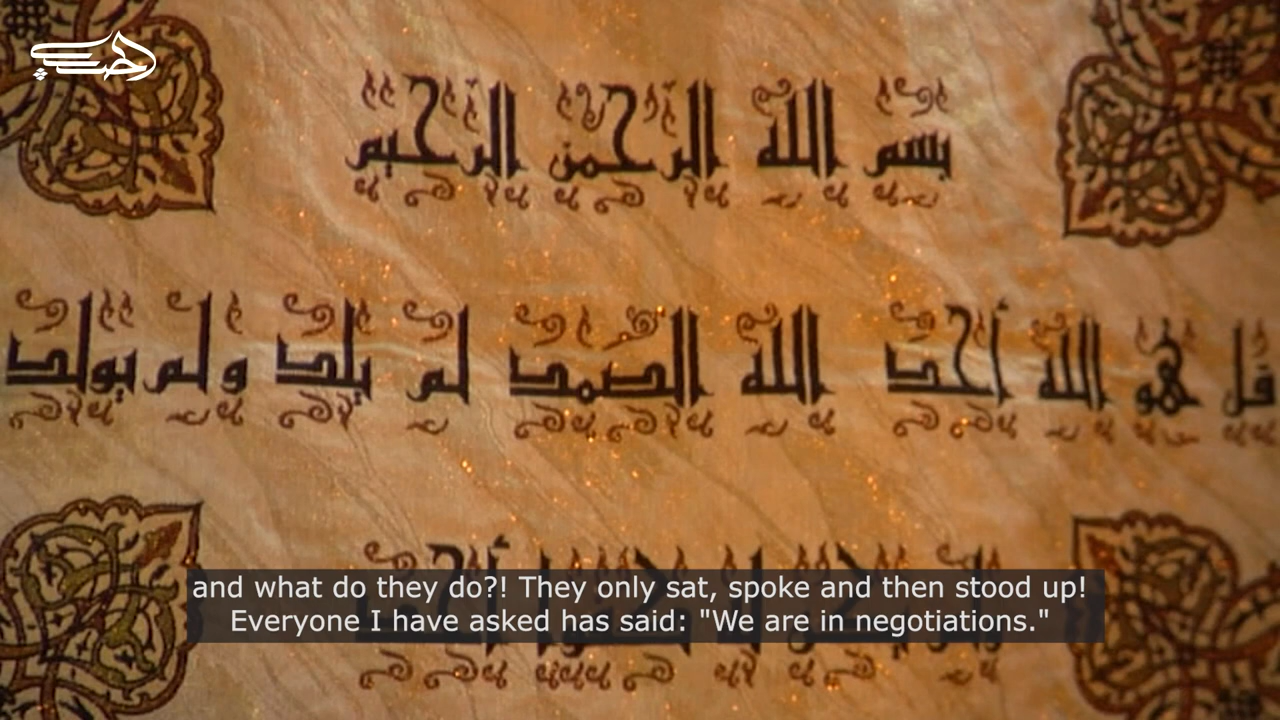 بسم الله الرحمن الرحيم
قل هو الله أحد الله الصمد لم يلد ولم يولد
and what do they do?! They only sat, spoke and then stood up!
Everyone I have asked has said: "We are in negotiations."